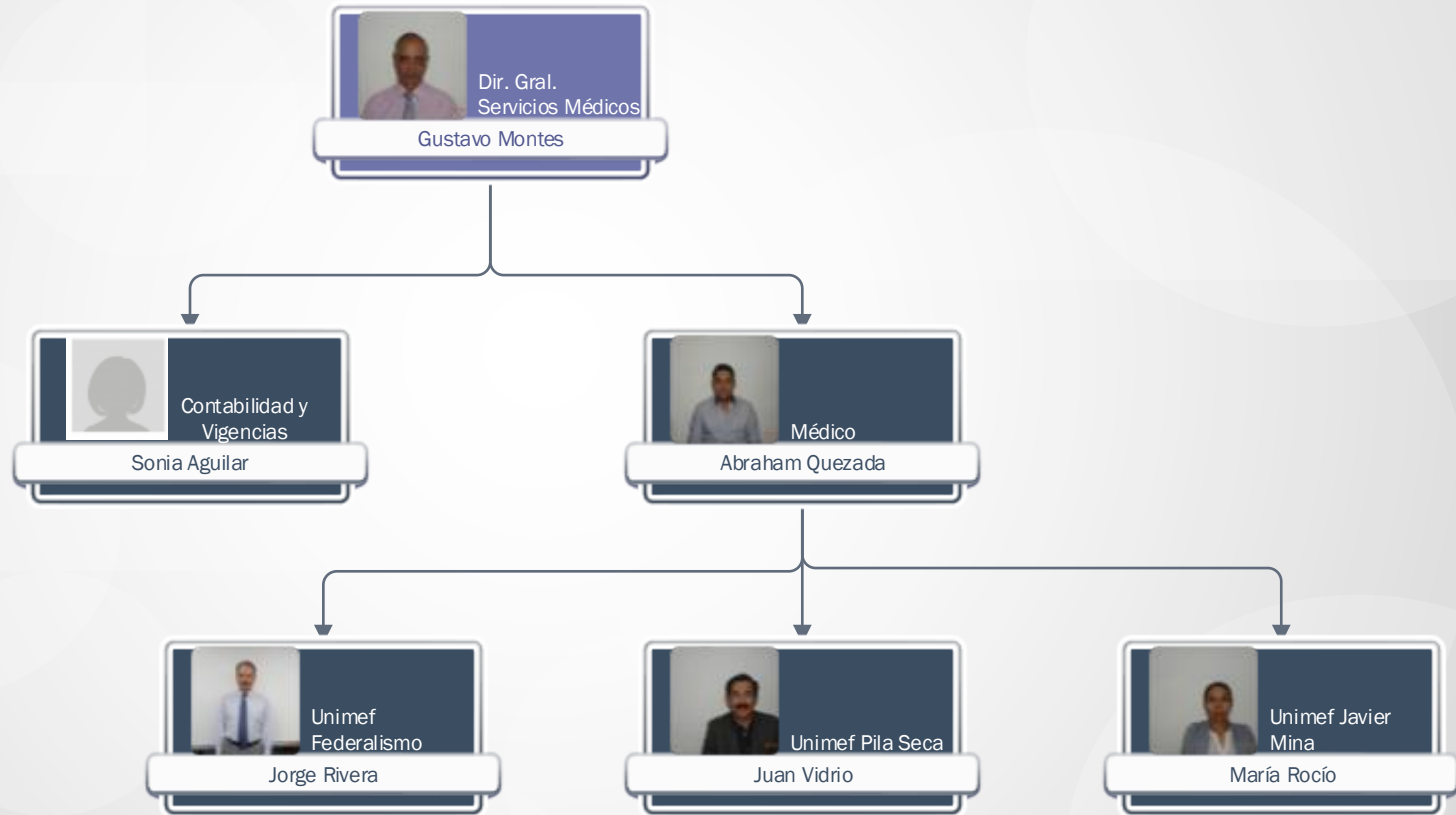 Dir. Gral.
Servicios Médicos
Gustavo Montes
Contabilidad y
Vigencias
Sonia Aguilar
Médico
Abraham Quezada
Unimef
Federalismo
Jorge Rivera
Unimef Pila Seca
Juan Vidrio
Unimef Javier
Mina
María Rocío